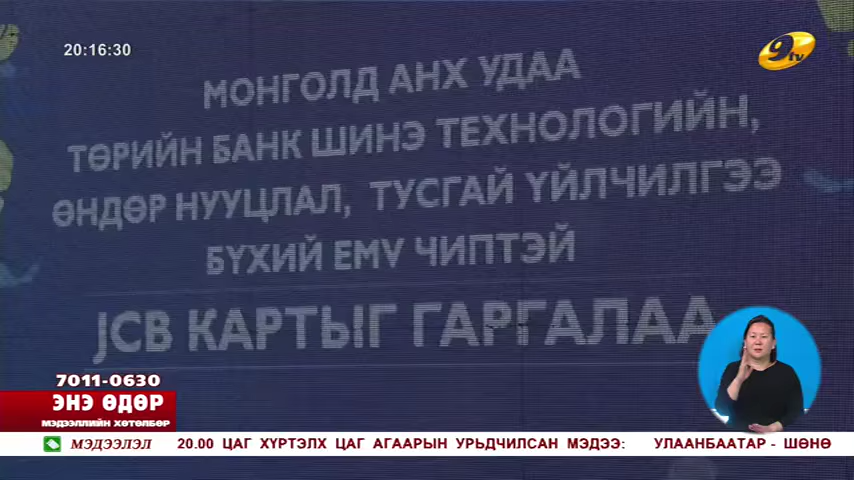 20:16:30
9tv
МОНГОЛД АНХ УДАА
ТӨРИЙН БАНК ШИНЭ ТЕХНОЛОГИЙН,
ӨНДӨР НУУЦЛАЛ, ТУСГАЙ ҮЙЛЧИЛГЭЭ
БҮХИЙ EMV ЧИПТЭЙ
JCB КАРТЫГ ГАРГАЛАА
7011-0630
ЭНЭ ӨДӨР
МЭДЭЭЛЛИЙН ХӨТӨЛБӨР
МЭДЭЭЛЭЛ 20.00 ЦАГ ХҮРТЭЛХ ЦАГ АГААРЫН УРЬДЧИЛСАН МЭДЭЭ: УЛААНБААТАР - ШӨНӨ